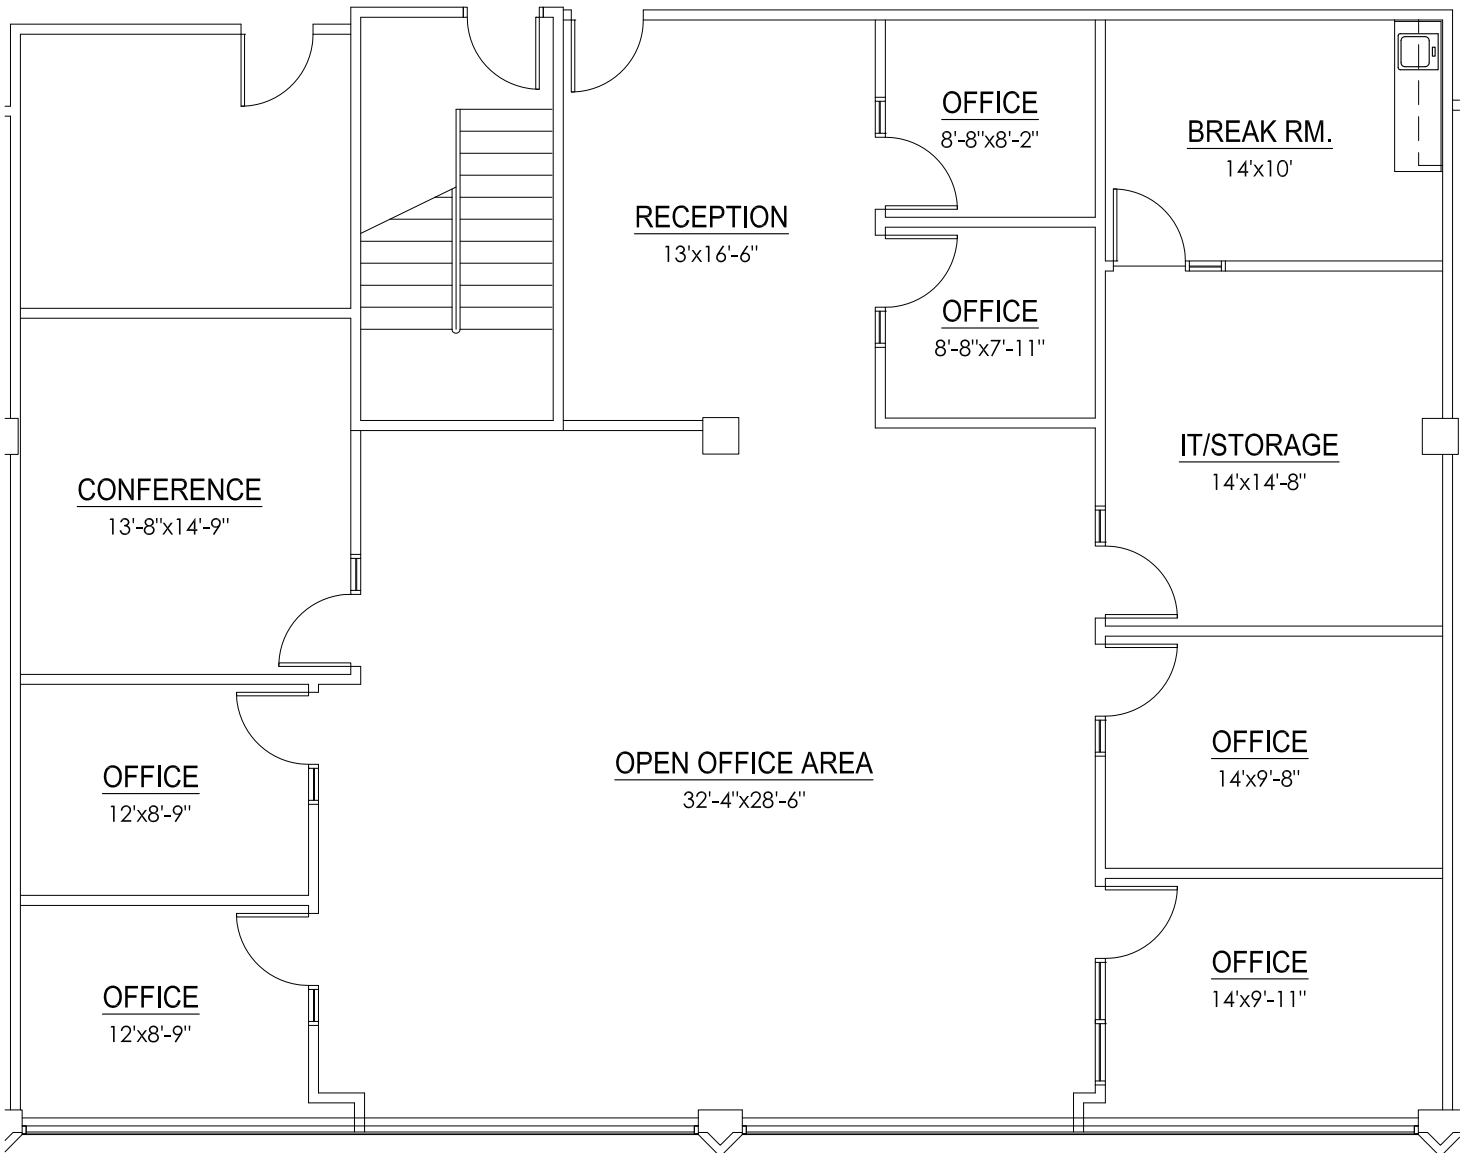 OFFICE
8'-8"x8'-2"
BREAK RM.
14'x10'
RECEPTION
13'x16'-6"
OFFICE
8'-8"x7'-11"
CONFERENCE
13'-8"x14'-9"
IT/STORAGE
14'x14'-8"
OFFICE
12'x8'-9"
OPEN OFFICE AREA
32'-4"x28'-6"
OFFICE
14'x9'-8"
OFFICE
12'x8'-9"
OFFICE
14'x9'-11"